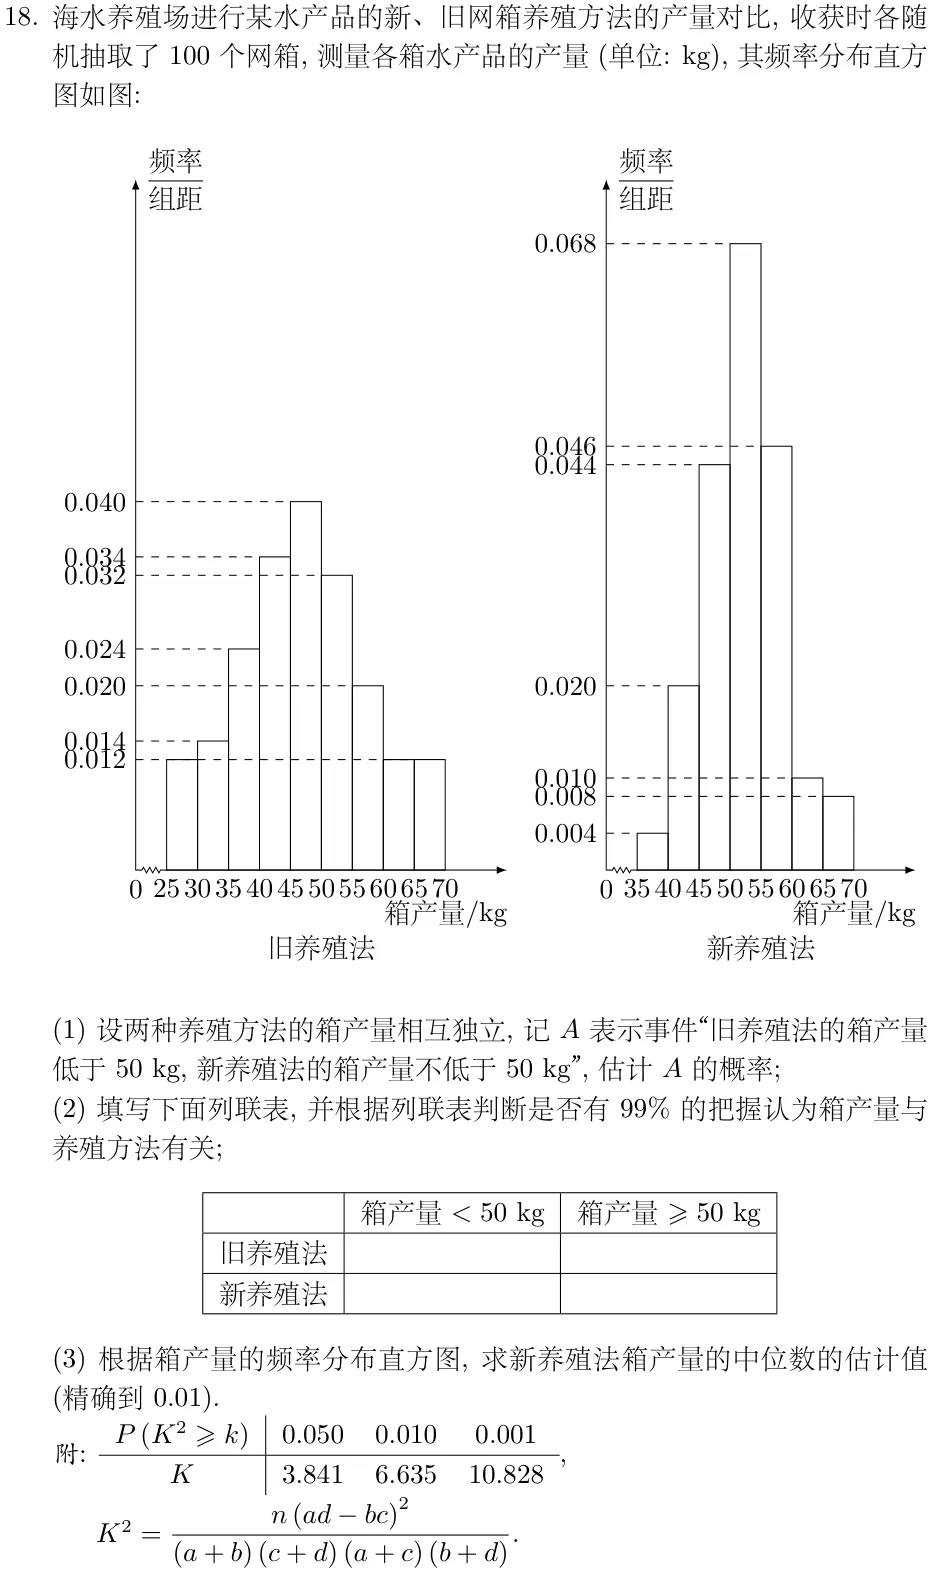 18. 海水养殖场进行某水产品的新、旧网箱养殖方法的产量对比, 收获时各随
机抽取了 100 个网箱, 测量各箱水产品的产量 (单位: kg), 其频率分布直方
图如图:
频率
组距
0.040
0.034
0.032
0.024
0.020
0.014
0.012
0 25 30 35 40 45 50 55 60 65 70
箱产量/kg
旧养殖法
频率
组距
0.068
0.046
0.044
0.020
0.010
0.008
0.004
0 35 40 45 50 55 60 65 70
箱产量/kg
新养殖法
(1) 设两种养殖方法的箱产量相互独立, 记 A 表示事件“旧养殖法的箱产量
低于 50 kg, 新养殖法的箱产量不低于 50 kg”, 估计 A 的概率;
(2) 填写下面列联表, 并根据列联表判断是否有 99% 的把握认为箱产量与
养殖方法有关;
箱产量 < 50 kg 箱产量 ⩾ 50 kg
旧养殖法
新养殖法
(3) 根据箱产量的频率分布直方图, 求新养殖法箱产量的中位数的估计值
(精确到 0.01).
附: P (K² ⩾ k) 0.050 0.010 0.001
K 3.841 6.635 10.828 ,
K² = n (ad − bc)² / (a + b) (c + d) (a + c) (b + d) .